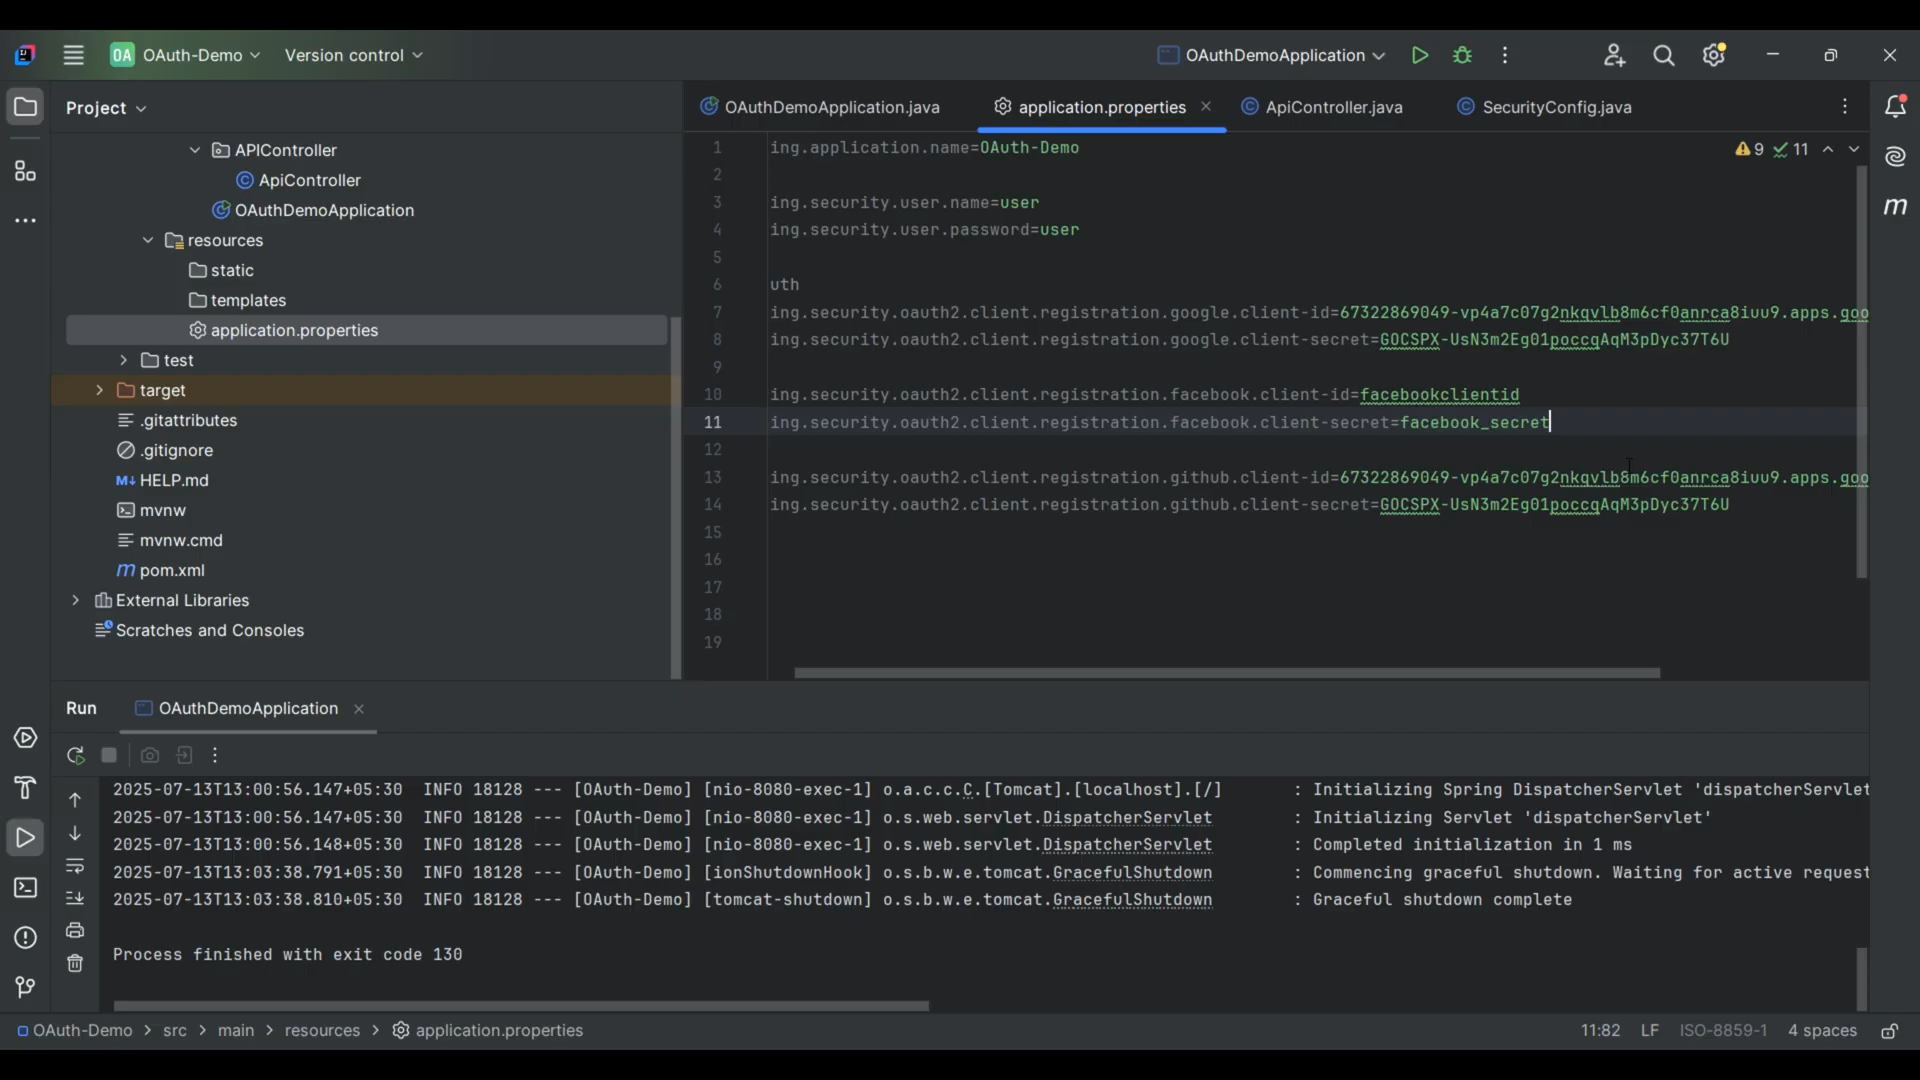 OA OAuth-Demo Version control OAuthDemoApplication
Project
OAuthDemoApplication.java application.properties ApiController.java SecurityConfig.java
APIController
ApiController
OAuthDemoApplication
resources
static
templates
application.properties
test
target
.gitattributes
.gitignore
M↓ HELP.md
mvnw
mvnw.cmd
m pom.xml
External Libraries
Scratches and Consoles
9 11
m
1 ing.application.name=OAuth-Demo
2
3 ing.security.user.name=user
4 ing.security.user.password=user
5
6 uth
7 ing.security.oauth2.client.registration.google.client-id=67322869049-vp4a7c07g2nkqvlb8m6cf0anrca8iuu9.apps.goo
8 ing.security.oauth2.client.registration.google.client-secret=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
9
10 ing.security.oauth2.client.registration.facebook.client-id=facebookclientid
11 ing.security.oauth2.client.registration.facebook.client-secret=facebook_secret
12
13 ing.security.oauth2.client.registration.github.client-id=67322869049-vp4a7c07g2nkqvlb8m6cf0anrca8iuu9.apps.goo
14 ing.security.oauth2.client.registration.github.client-secret=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
15
16
17
18
19
Run OAuthDemoApplication
2025-07-13T13:00:56.147+05:30 INFO 18128 --- [OAuth-Demo] [nio-8080-exec-1] o.a.c.c.C.[Tomcat].[localhost].[/] : Initializing Spring DispatcherServlet 'dispatcherServlet
2025-07-13T13:00:56.147+05:30 INFO 18128 --- [OAuth-Demo] [nio-8080-exec-1] o.s.web.servlet.DispatcherServlet : Initializing Servlet 'dispatcherServlet'
2025-07-13T13:00:56.148+05:30 INFO 18128 --- [OAuth-Demo] [nio-8080-exec-1] o.s.web.servlet.DispatcherServlet : Completed initialization in 1 ms
2025-07-13T13:03:38.791+05:30 INFO 18128 --- [OAuth-Demo] [ionShutdownHook] o.s.b.w.e.tomcat.GracefulShutdown : Commencing graceful shutdown. Waiting for active request
2025-07-13T13:03:38.810+05:30 INFO 18128 --- [OAuth-Demo] [tomcat-shutdown] o.s.b.w.e.tomcat.GracefulShutdown : Graceful shutdown complete
Process finished with exit code 130
OAuth-Demo > src > main > resources > application.properties 11:82 LF ISO-8859-1 4 spaces